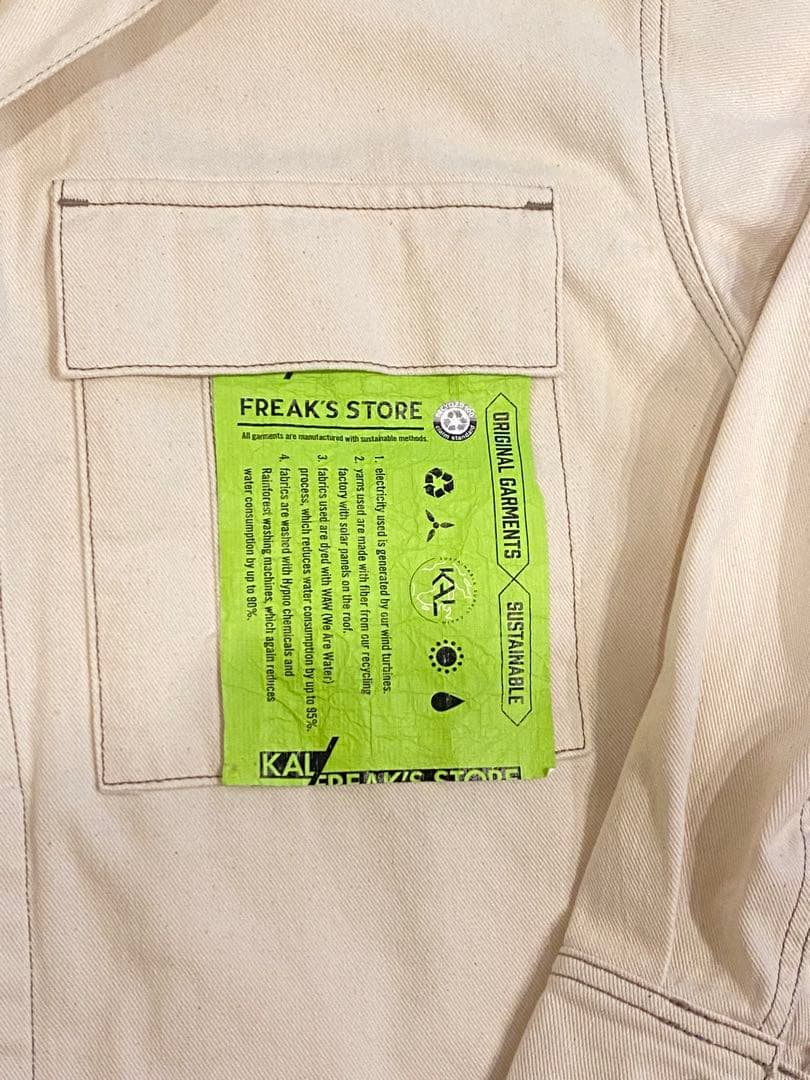 FREAK'S STORE
All garments are manufactured with sustainable methods.
ORIGINAL GARMENTS
SUSTAINABLE
KAL
1. electricity used is generated by our wind turbines.
2. yarns used are made with fiber from our recycling
factory with solar panels on the roof.
3. fabrics used are dyed with WAW (We Are Water)
process, which reduces water consumption by up to 95%.
4. fabrics are washed with Hypno chemicals and
Rainforest washing machines, which again reduces
water consumption by up to 90%.
KAL/
FREAK'S STORE